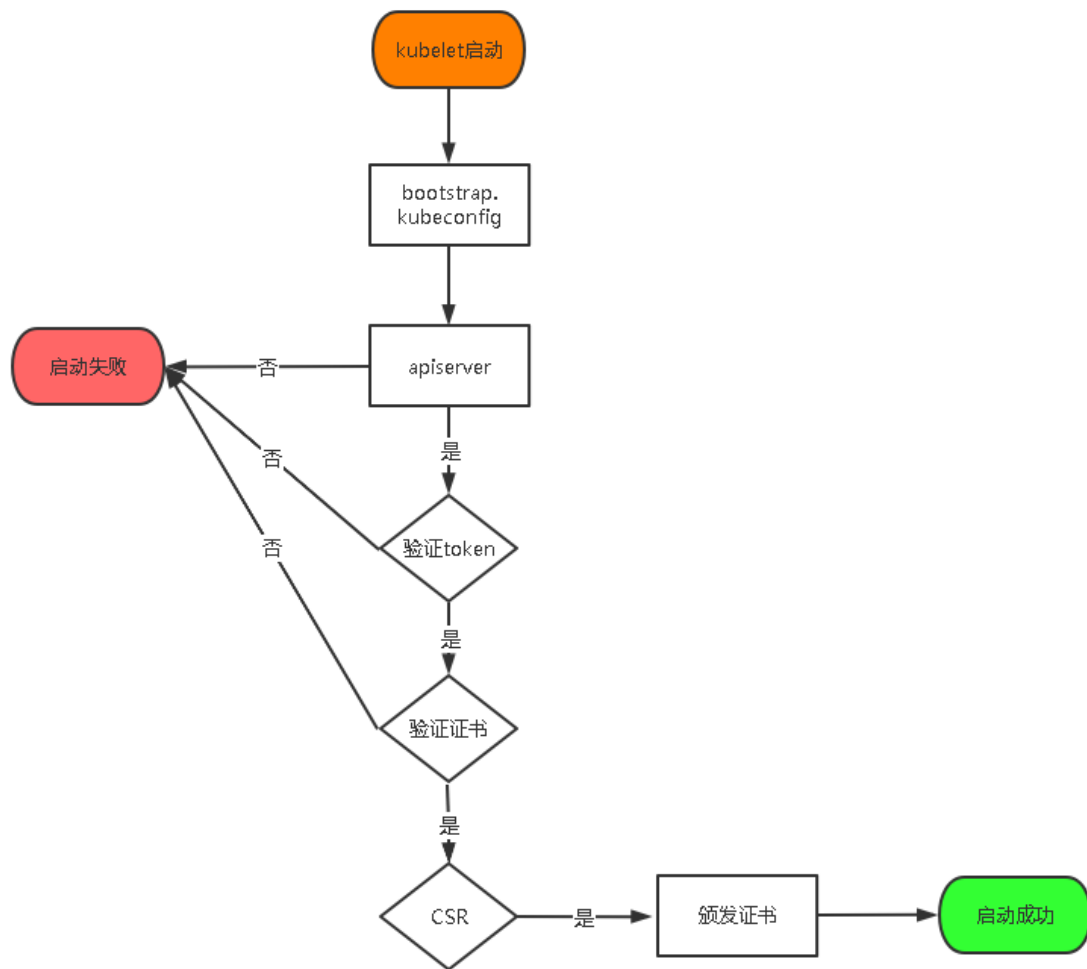 kubelet启动
bootstrap.
kubeconfig
启动失败
否
apiserver
是
否
验证token
否
是
验证证书
是
CSR
是
颁发证书
启动成功